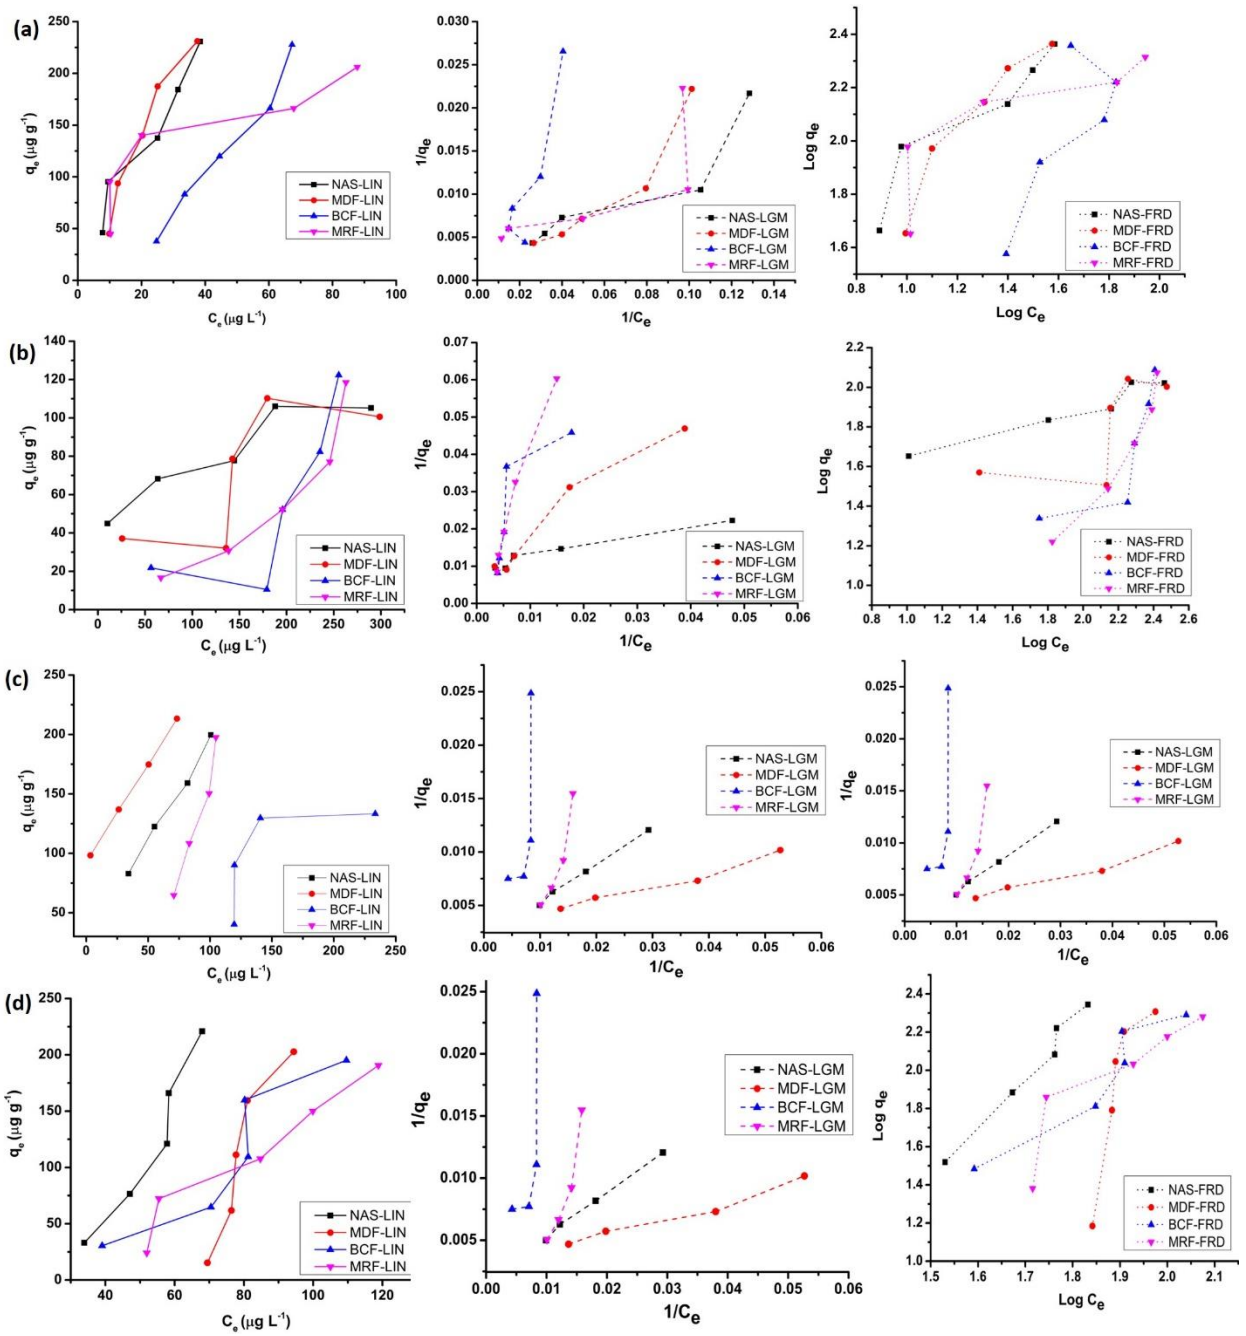 (a)
250
200
150
100
50
0
qe (µg g-1)
0 20 40 60 80 100
Ce (µg L-1)
NAS-LIN
MDF-LIN
BCF-LIN
MRF-LIN
0.030
0.025
0.020
0.015
0.010
0.005
0.000
1/qe
0.00 0.02 0.04 0.06 0.08 0.10 0.12 0.14
1/Ce
NAS-LGM
MDF-LGM
BCF-LGM
MRF-LGM
2.4
2.2
2.0
1.8
1.6
Log qe
0.8 1.0 1.2 1.4 1.6 1.8 2.0
Log Ce
NAS-FRD
MDF-FRD
BCF-FRD
MRF-FRD
(b)
140
120
100
80
60
40
20
0
qe (µg g-1)
0 50 100 150 200 250 300
Ce (µg L-1)
NAS-LIN
MDF-LIN
BCF-LIN
MRF-LIN
0.07
0.06
0.05
0.04
0.03
0.02
0.01
0.00
1/qe
0.00 0.01 0.02 0.03 0.04 0.05 0.06
1/Ce
NAS-LGM
MDF-LGM
BCF-LGM
MRF-LGM
2.2
2.0
1.8
1.6
1.4
1.2
1.0
Log qe
0.8 1.0 1.2 1.4 1.6 1.8 2.0 2.2 2.4 2.6
Log Ce
NAS-FRD
MDF-FRD
BCF-FRD
MRF-FRD
(c)
250
200
150
100
50
qe (µg g-1)
0 50 100 150 200 250
Ce (µg L-1)
NAS-LIN
MDF-LIN
BCF-LIN
MRF-LIN
0.025
0.020
0.015
0.010
0.005
1/qe
0.00 0.01 0.02 0.03 0.04 0.05 0.06
1/Ce
NAS-LGM
MDF-LGM
BCF-LGM
MRF-LGM
0.025
0.020
0.015
0.010
0.005
1/qe
0.00 0.01 0.02 0.03 0.04 0.05 0.06
1/Ce
NAS-LGM
MDF-LGM
BCF-LGM
MRF-LGM
(d)
250
200
150
100
50
0
qe (µg g-1)
40 60 80 100 120
Ce (µg L-1)
NAS-LIN
MDF-LIN
BCF-LIN
MRF-LIN
0.025
0.020
0.015
0.010
0.005
1/qe
0.00 0.01 0.02 0.03 0.04 0.05 0.06
1/Ce
NAS-LGM
MDF-LGM
BCF-LGM
MRF-LGM
2.4
2.2
2.0
1.8
1.6
1.4
1.2
1.0
Log qe
1.5 1.6 1.7 1.8 1.9 2.0 2.1
Log Ce
NAS-FRD
MDF-FRD
BCF-FRD
MRF-FRD